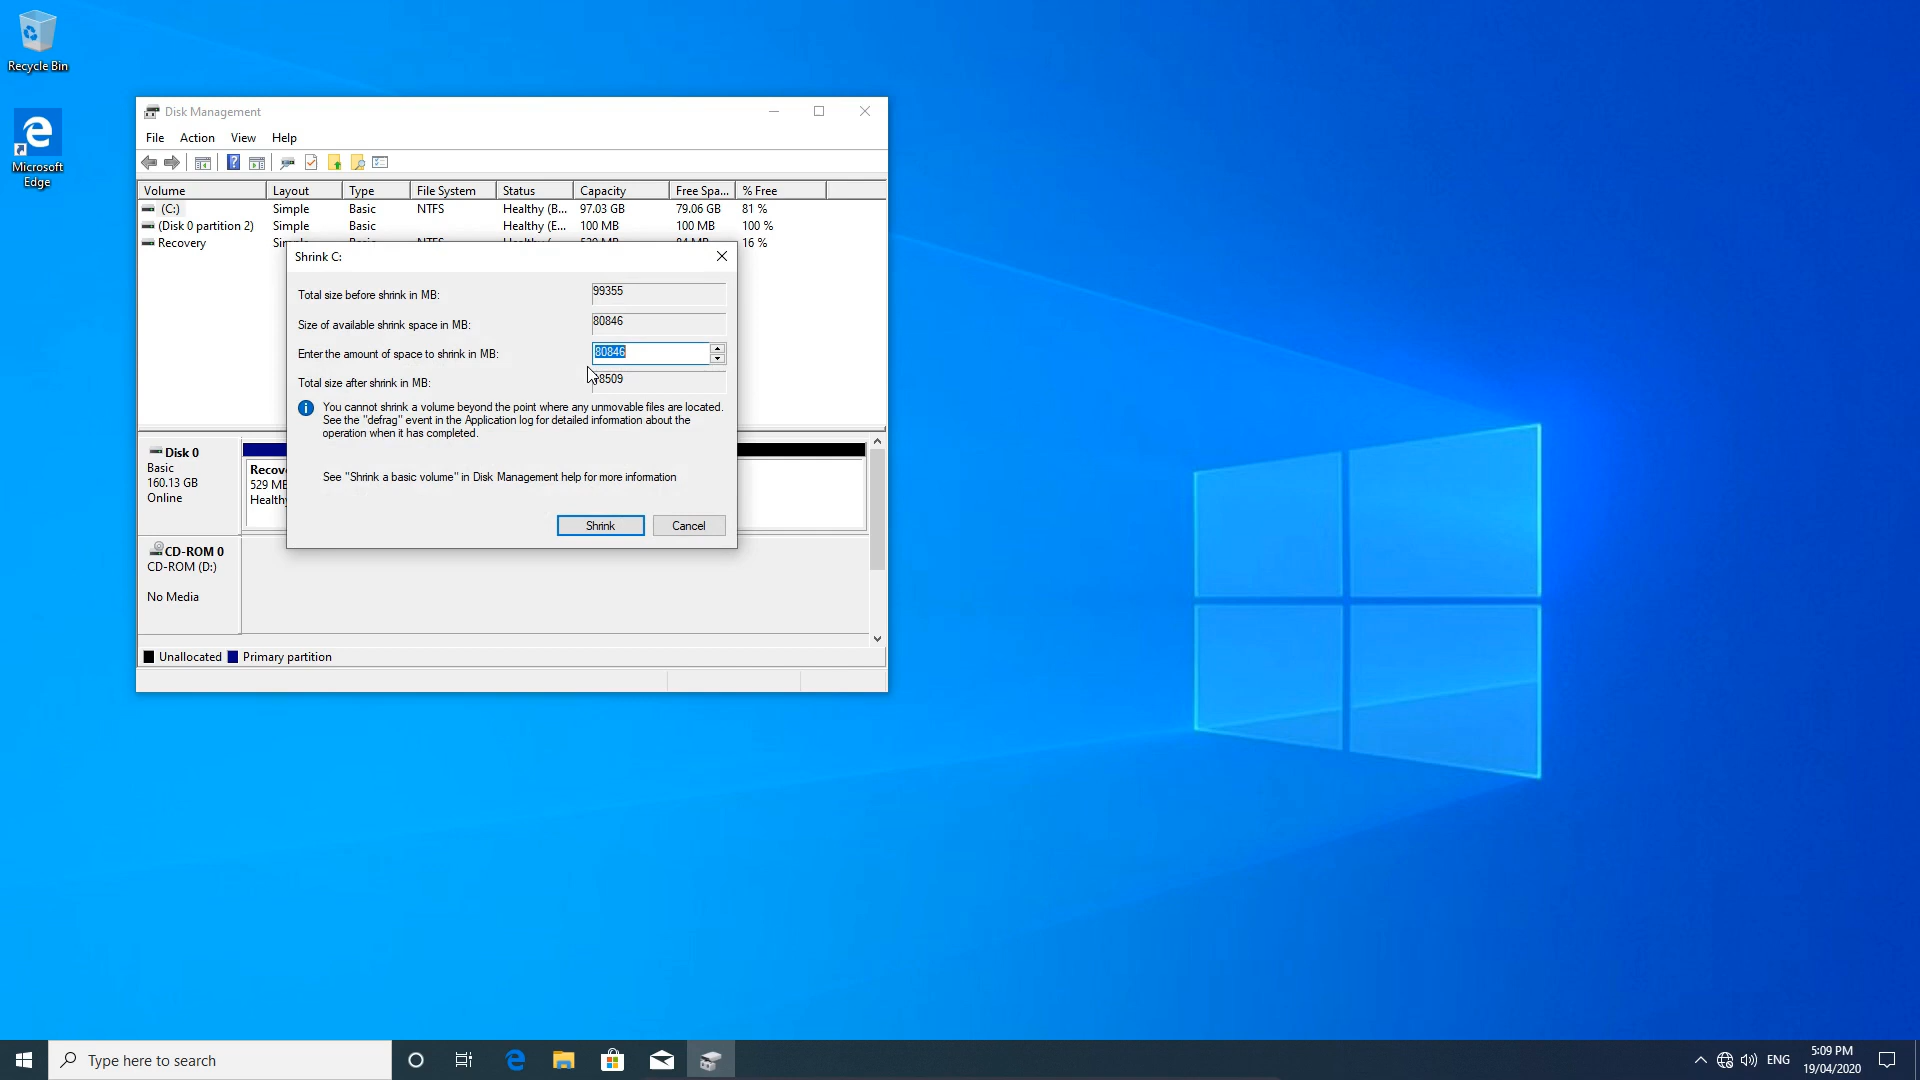 Recycle Bin
Microsoft
Edge
Disk Management
File Action View Help
Volume Layout Type File System Status Capacity Free Spa... % Free
(C:) Simple Basic NTFS Healthy (B... 97.03 GB 79.06 GB 81 %
(Disk 0 partition 2) Simple Basic Healthy (E... 100 MB 100 MB 100 %
Recovery 16 %
Shrink C:
Total size before shrink in MB: 99355
Size of available shrink space in MB: 80846
Enter the amount of space to shrink in MB: 80846
Total size after shrink in MB: 8509
You cannot shrink a volume beyond the point where any unmovable files are located.
See the "defrag" event in the Application log for detailed information about the
operation when it has completed.
See "Shrink a basic volume" in Disk Management help for more information
Shrink Cancel
Disk 0
Basic
160.13 GB
Online
Recov
529 MB
Healthy
CD-ROM 0
CD-ROM (D:)
No Media
Unallocated Primary partition
Type here to search
ENG
5:09 PM
19/04/2020